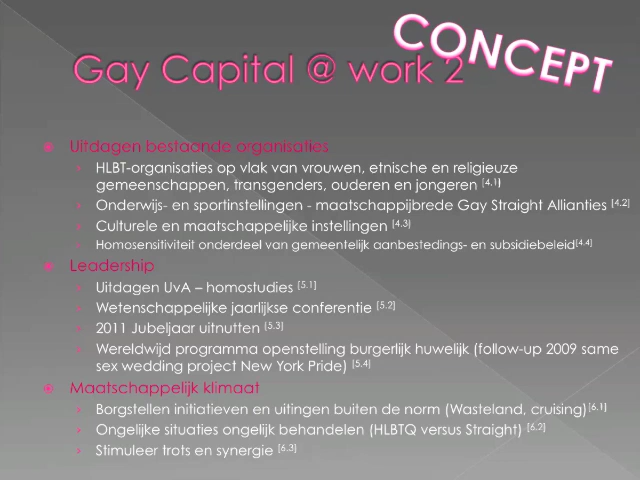 CONCEPT
Gay Capital @ work 2
Uitdagen bestaande organisaties
HLBT-organisaties op vlak van vrouwen, etnische en religieuze
gemeenschappen, transgenders, ouderen en jongeren [4.1]
Onderwijs- en sportinstellingen - maatschappijbrede Gay Straight Allianties [4.2]
Culturele en maatschappelijke instellingen [4.3]
Homosensitiviteit onderdeel van gemeentelijk aanbestedings- en subsidiebeleid[4.4]
Leadership
Uitdagen UvA – homostudies [5.1]
Wetenschappelijke jaarlijkse conferentie [5.2]
2011 Jubeljaar uitnutten [5.3]
Wereldwijd programma openstelling burgerlijk huwelijk (follow-up 2009 same
sex wedding project New York Pride) [5.4]
Maatschappelijk klimaat
Borgstellen initiatieven en uitingen buiten de norm (Wasteland, cruising)[6.1]
Ongelijke situaties ongelijk behandelen (HLBTQ versus Straight) [6.2]
Stimuleer trots en synergie [6.3]